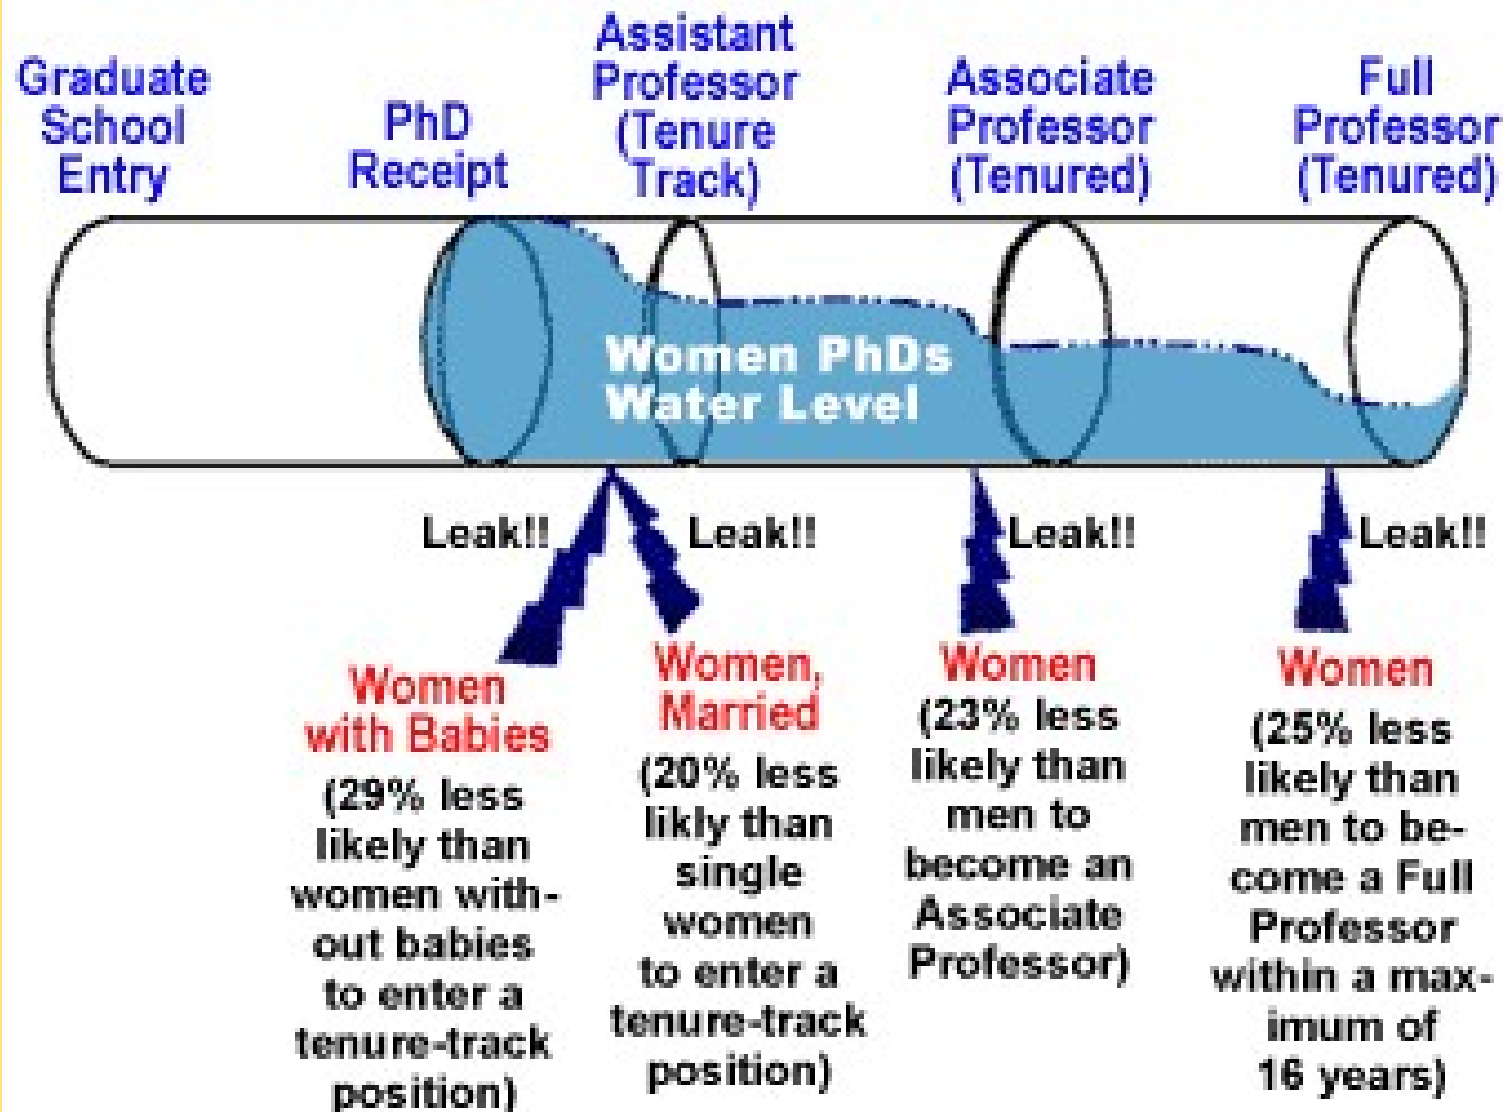 Graduate
School
Entry
PhD
Receipt
Assistant
Professor
(Tenure
Track)
Associate
Professor
(Tenured)
Full
Professor
(Tenured)
Women PhDs
Water Level
Leak!!
Leak!!
Leak!!
Leak!!
Women
with Babies
(29% less
likely than
women with-
out babies
to enter a
tenure-track
position)
Women,
Married
(20% less
likly than
single
women
to enter a
tenure-track
position)
Women
(23% less
likely than
men to
become an
Associate
Professor)
Women
(25% less
likely than
men to be-
come a Full
Professor
within a max-
imum of
16 years)